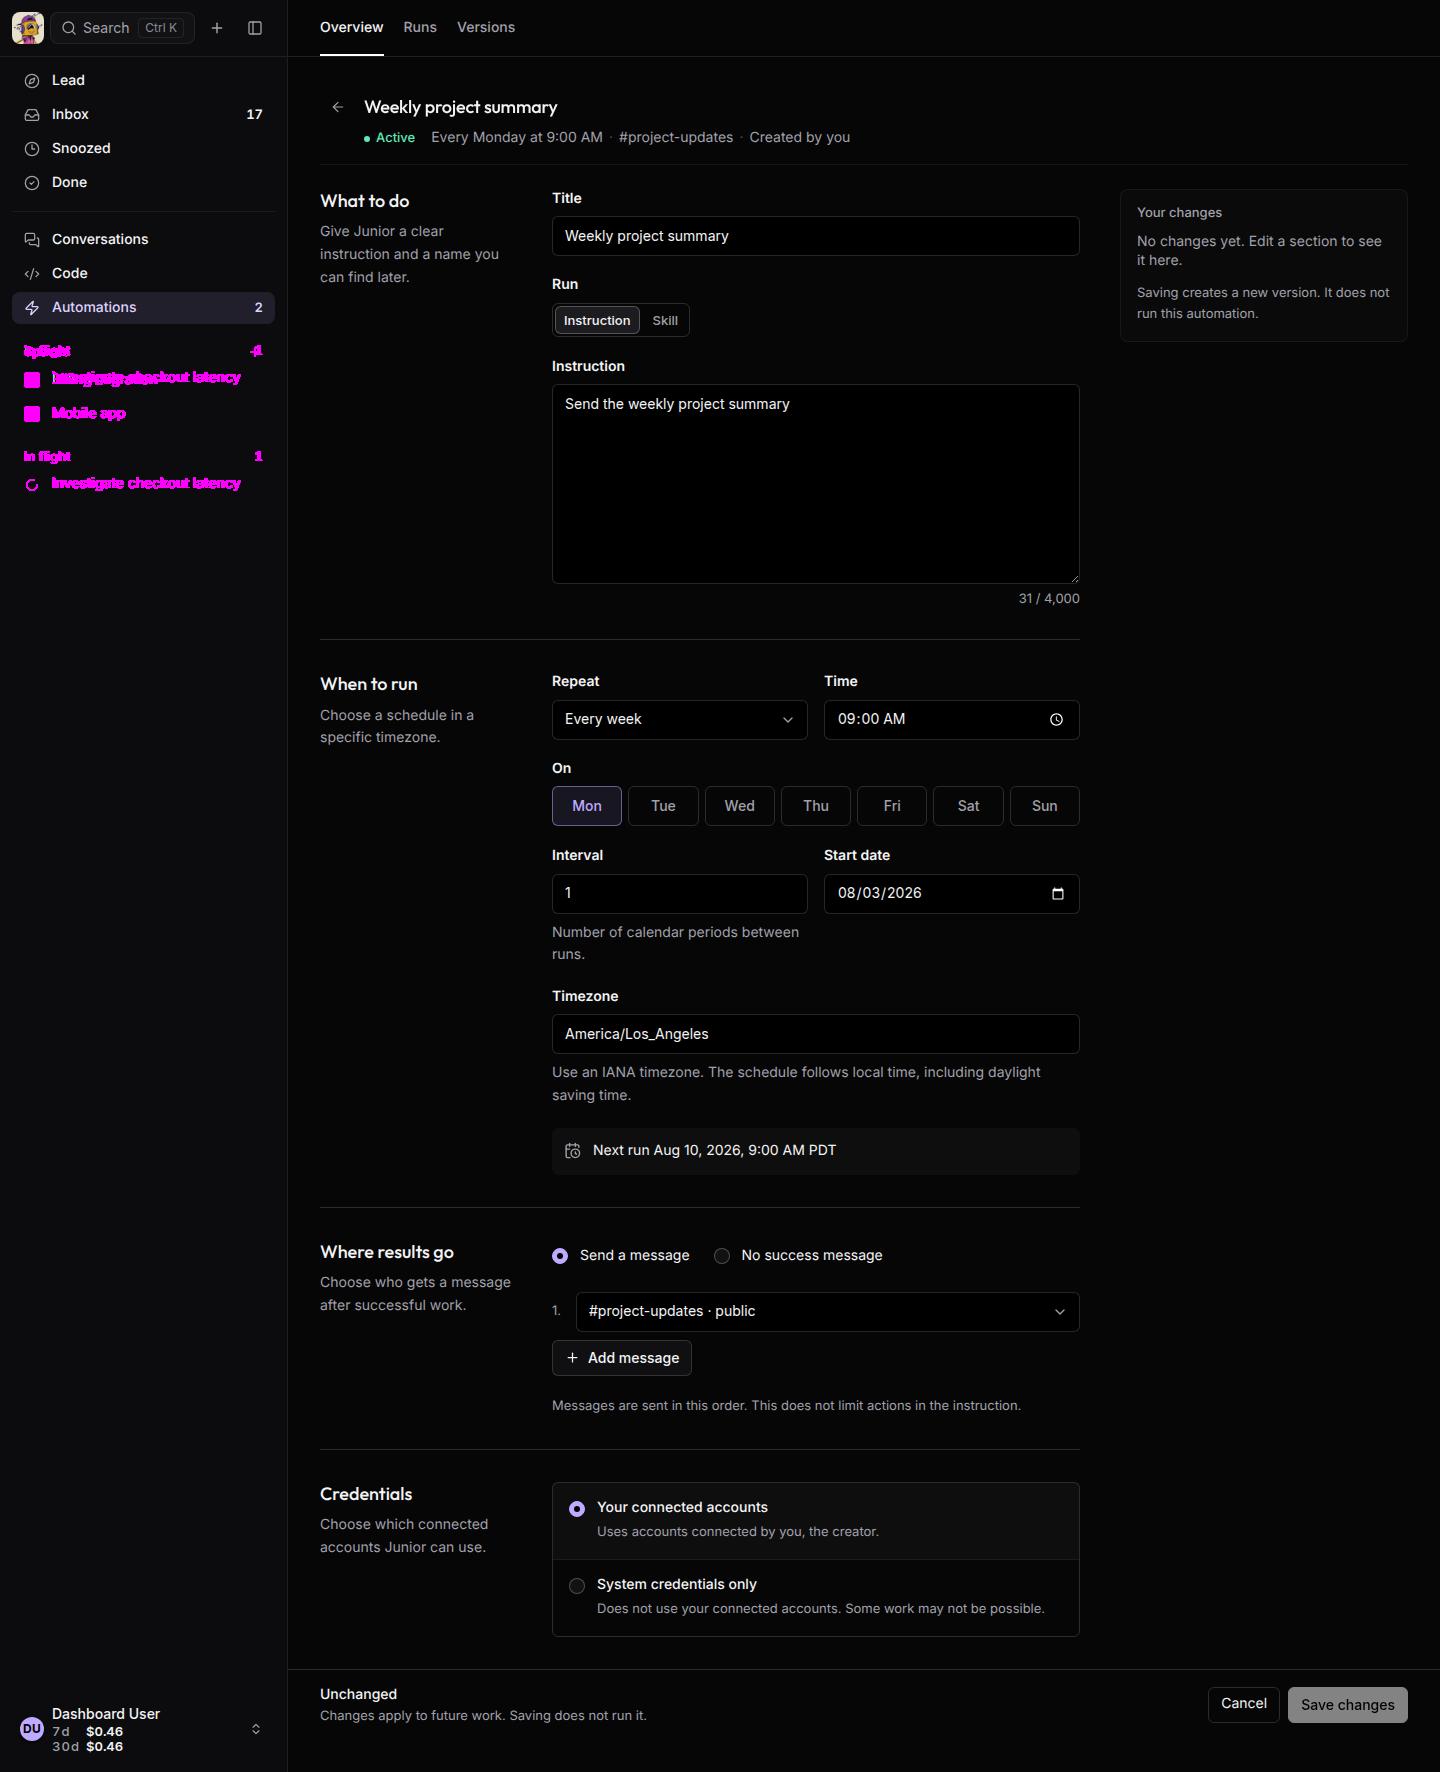 Search Ctrl K
Lead
Inbox 17
Snoozed
Done
Conversations
Code
Automations 2
checkout latency
Mobile app
In flight 1
Investigate checkout latency
Dashboard User
DU
7d $0.46
30d $0.46
Overview Runs Versions
Weekly project summary
Active Every Monday at 9:00 AM · #project-updates · Created by you
What to do
Give Junior a clear
instruction and a name you
can find later.
Title
Weekly project summary
Run
Instruction Skill
Instruction
Send the weekly project summary
31 / 4,000
Your changes
No changes yet. Edit a section to see
it here.
Saving creates a new version. It does not
run this automation.
When to run
Choose a schedule in a
specific timezone.
Repeat Time
Every week 09:00 AM
On
Mon Tue Wed Thu Fri Sat Sun
Interval Start date
1 08/03/2026
Number of calendar periods between
runs.
Timezone
America/Los_Angeles
Use an IANA timezone. The schedule follows local time, including daylight
saving time.
Next run Aug 10, 2026, 9:00 AM PDT
Where results go
Choose who gets a message
after successful work.
Send a message No success message
1. #project-updates · public
Add message
Messages are sent in this order. This does not limit actions in the instruction.
Credentials
Choose which connected
accounts Junior can use.
Your connected accounts
Uses accounts connected by you, the creator.
System credentials only
Does not use your connected accounts. Some work may not be possible.
Unchanged
Changes apply to future work. Saving does not run it.
Cancel Save changes